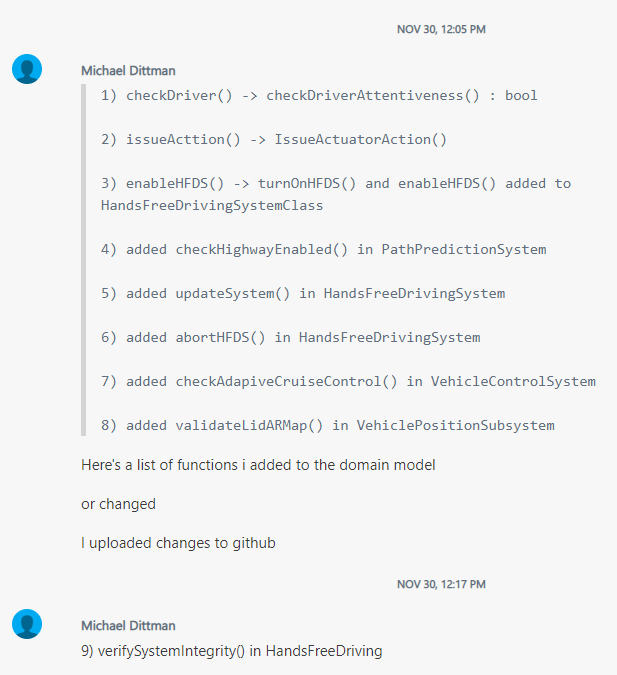 NOV 30, 12:05 PM
Michael Dittman
1) checkDriver() -> checkDriverAttentiveness() : bool
2) issueActtion() -> IssueActuatorAction()
3) enableHFDS() -> turnOnHFDS() and enableHFDS() added to
HandsFreeDrivingSystemClass
4) added checkHighwayEnabled() in PathPredictionSystem
5) added updateSystem() in HandsFreeDrivingSystem
6) added abortHFDS() in HandsFreeDrivingSystem
7) added checkAdapiveCruiseControl() in VehicleControlSystem
8) added validateLidARMap() in VehiclePositionSubsystem
Here's a list of functions i added to the domain model
or changed
I uploaded changes to github
NOV 30, 12:17 PM
Michael Dittman
9) verifySystemIntegrity() in HandsFreeDriving